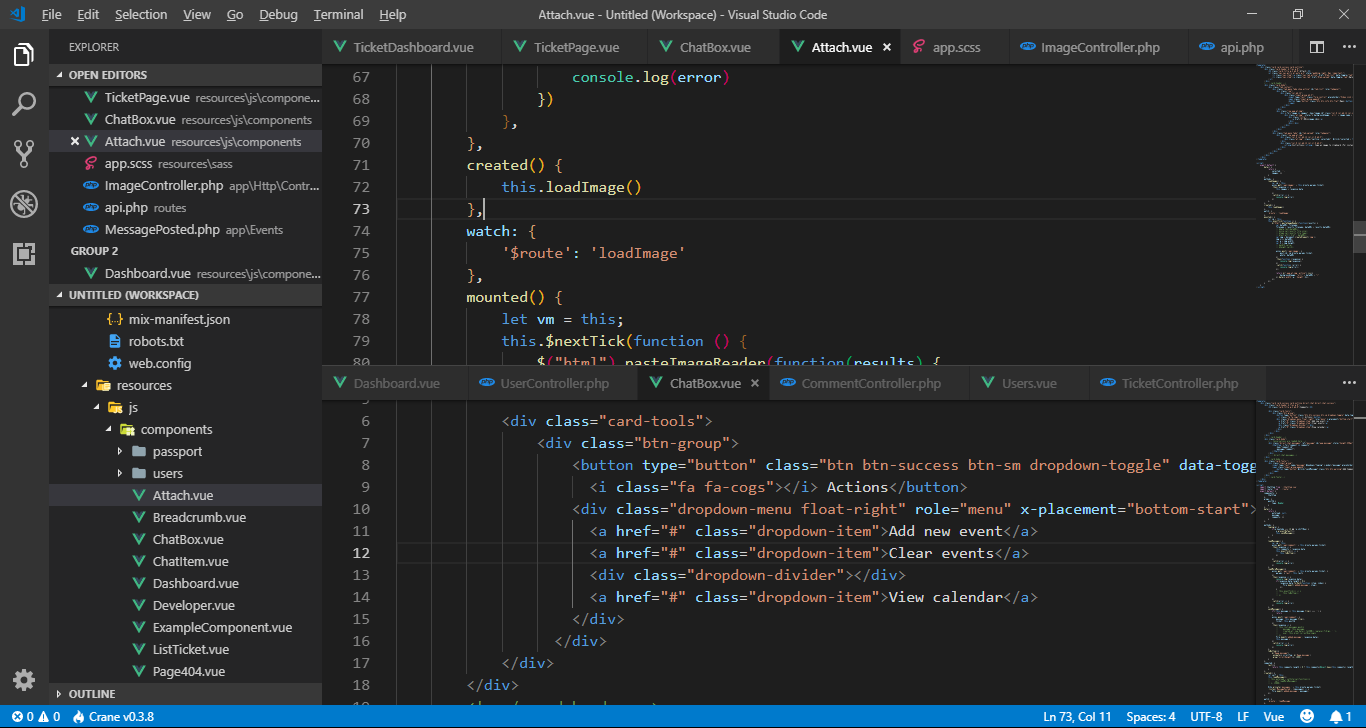 File Edit Selection View Go Debug Terminal Help Attach.vue - Untitled (Workspace) - Visual Studio Code
EXPLORER
OPEN EDITORS
TicketPage.vue resources\js\compone...
ChatBox.vue resources\js\components
Attach.vue resources\js\components
app.scss resources\sass
ImageController.php app\Http\Contr...
api.php routes
MessagePosted.php app\Events
GROUP 2
Dashboard.vue resources\js\compone...
UNTITLED (WORKSPACE)
{..} mix-manifest.json
robots.txt
web.config
resources
js
components
passport
users
Attach.vue
Breadcrumb.vue
ChatBox.vue
ChatItem.vue
Dashboard.vue
Developer.vue
ExampleComponent.vue
ListTicket.vue
Page404.vue
OUTLINE
TicketDashboard.vue TicketPage.vue ChatBox.vue Attach.vue × app.scss php ImageController.php php api.php ...
67 console.log(error)
68 })
69 },
70 },
71 created() {
72 this.loadImage()
73 },
74 watch: {
75 '$route': 'loadImage'
76 },
77 mounted() {
78 let vm = this;
79 this.$nextTick(function () {
80 $("html").pasteImageReader(function(results) {
Dashboard.vue php UserController.php ChatBox.vue × php CommentController.php Users.vue php TicketController.php ...
5
6 <div class="card-tools">
7 <div class="btn-group">
8 <button type="button" class="btn btn-success btn-sm dropdown-toggle" data-togg
9 <i class="fa fa-cogs"></i> Actions</button>
10 <div class="dropdown-menu float-right" role="menu" x-placement="bottom-start">
11 <a href="#" class="dropdown-item">Add new event</a>
12 <a href="#" class="dropdown-item">Clear events</a>
13 <div class="dropdown-divider"></div>
14 <a href="#" class="dropdown-item">View calendar</a>
15 </div>
16 </div>
17 </div>
18 </div>
19
0 0 Crane v0.3.8 Ln 73, Col 11 Spaces: 4 UTF-8 LF Vue 1